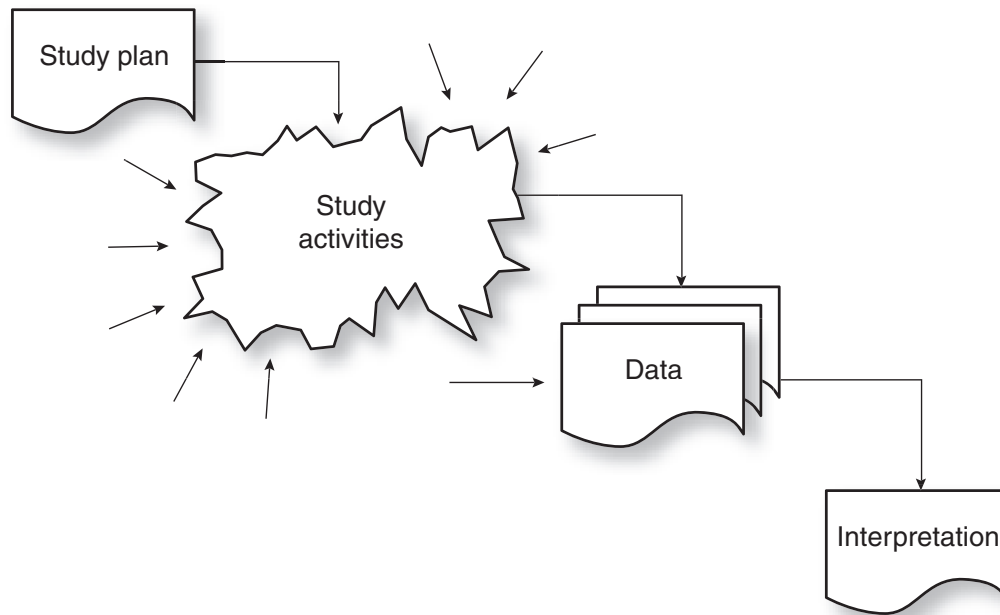 Study plan
Study
activities
Data
Interpretation